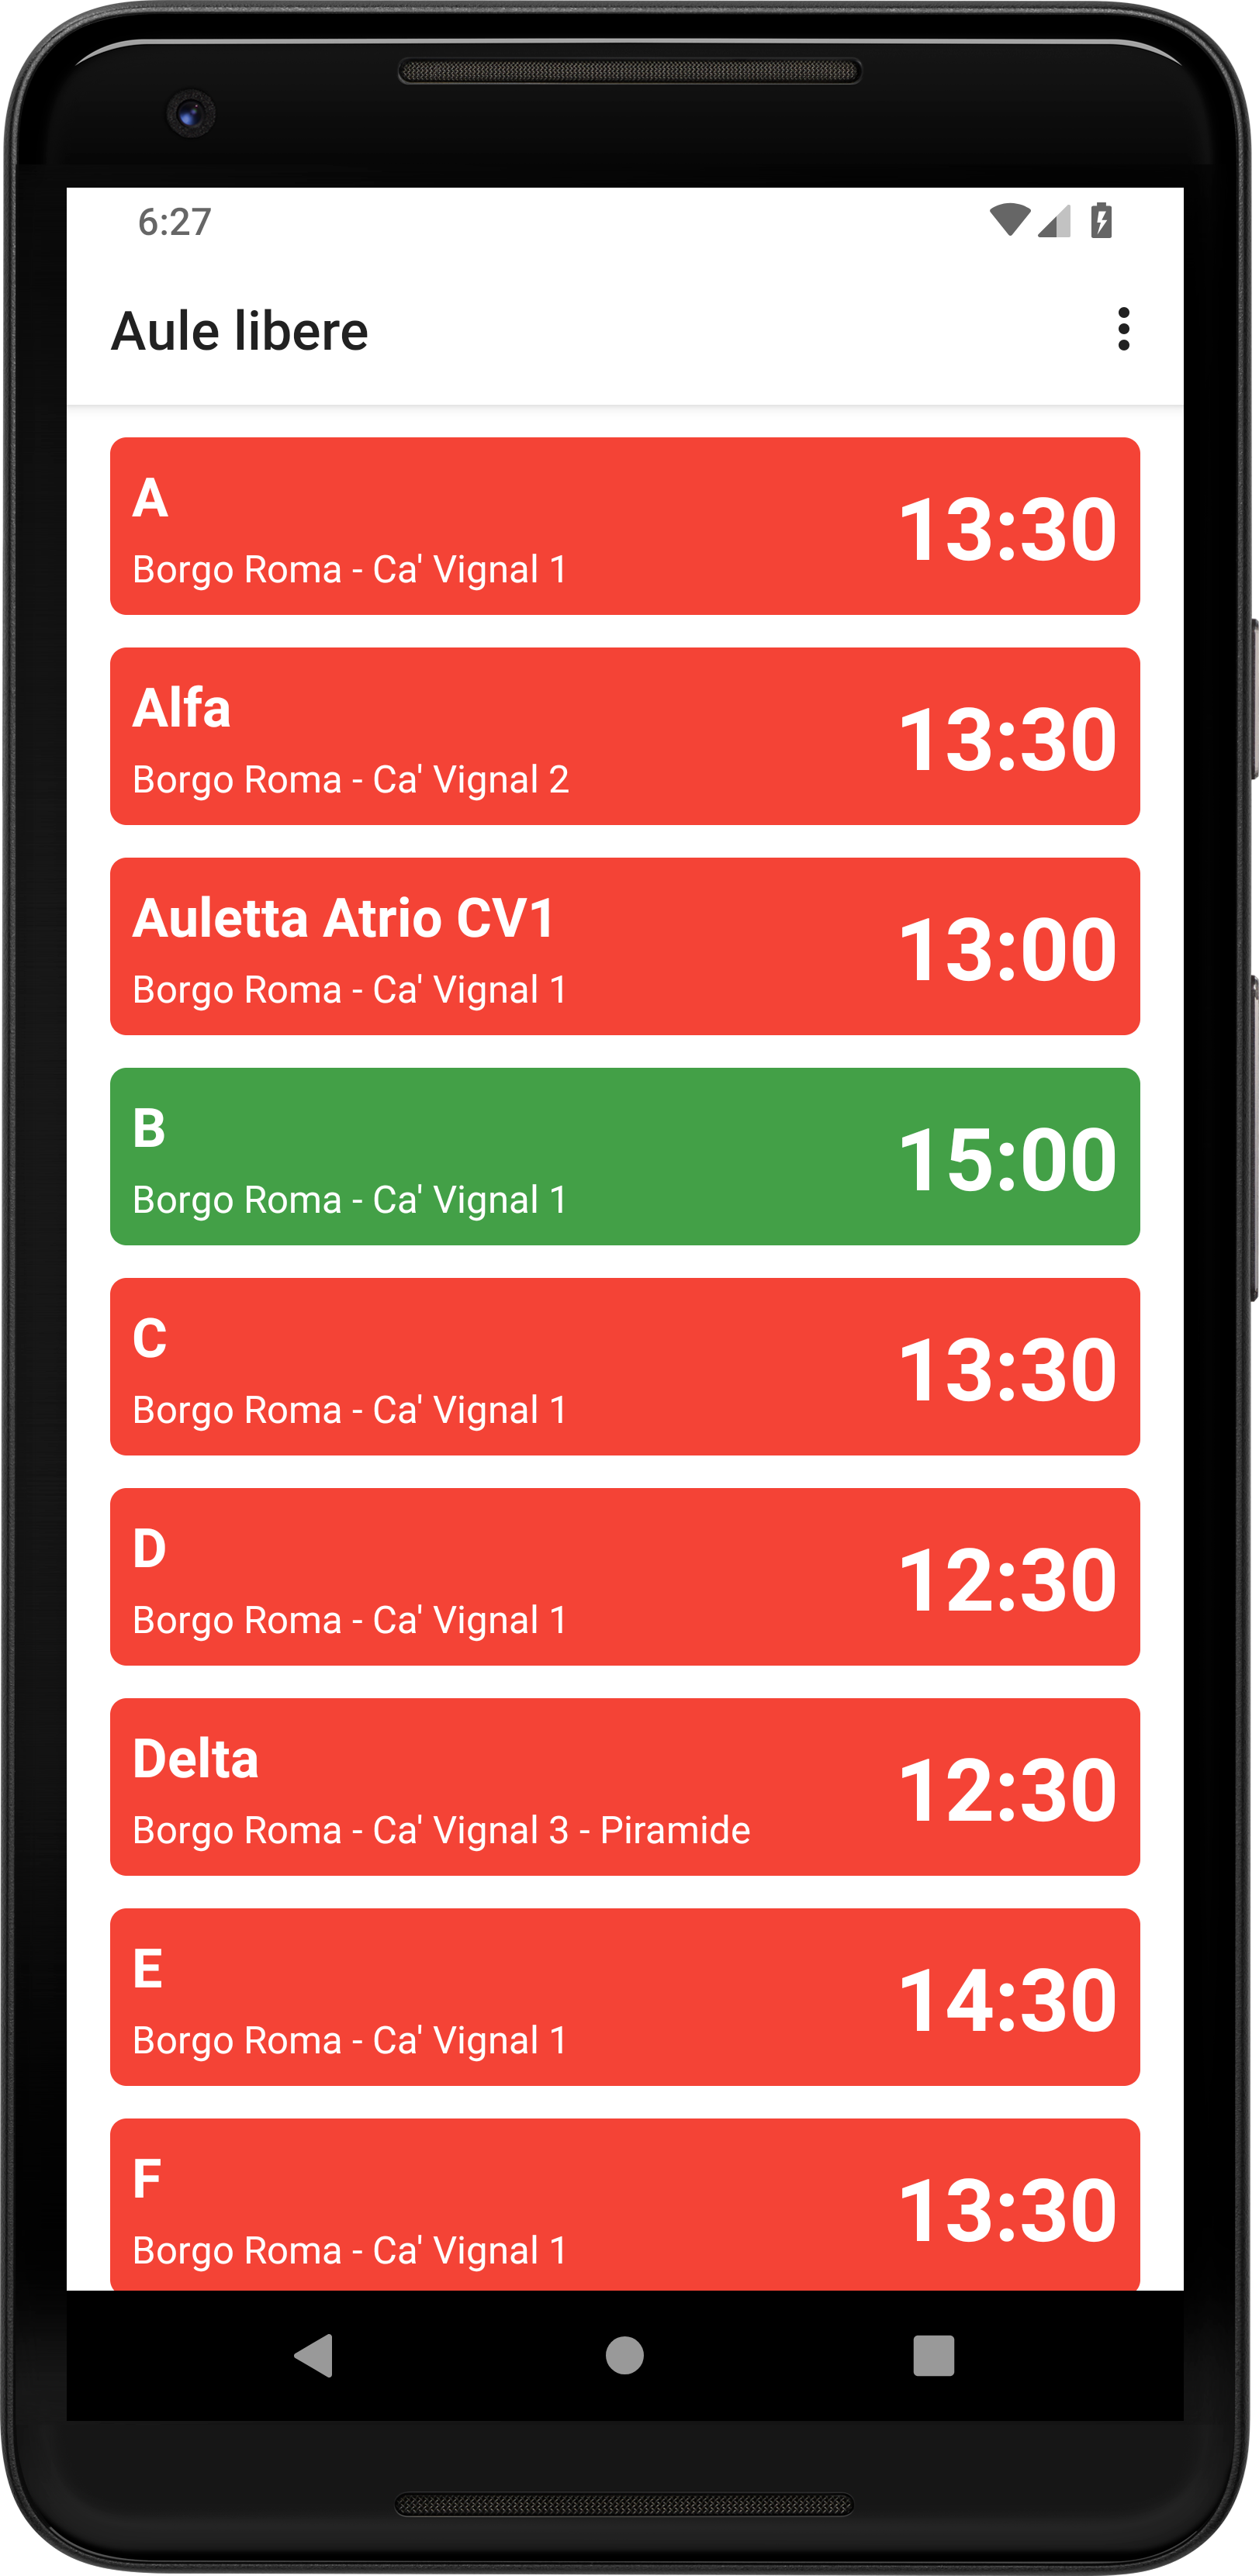 6:27
Aule libere
A
Borgo Roma - Ca' Vignal 1
13:30
Alfa
Borgo Roma - Ca' Vignal 2
13:30
Auletta Atrio CV1
Borgo Roma - Ca' Vignal 1
13:00
B
Borgo Roma - Ca' Vignal 1
15:00
C
Borgo Roma - Ca' Vignal 1
13:30
D
Borgo Roma - Ca' Vignal 1
12:30
Delta
Borgo Roma - Ca' Vignal 3 - Piramide
12:30
E
Borgo Roma - Ca' Vignal 1
14:30
F
Borgo Roma - Ca' Vignal 1
13:30